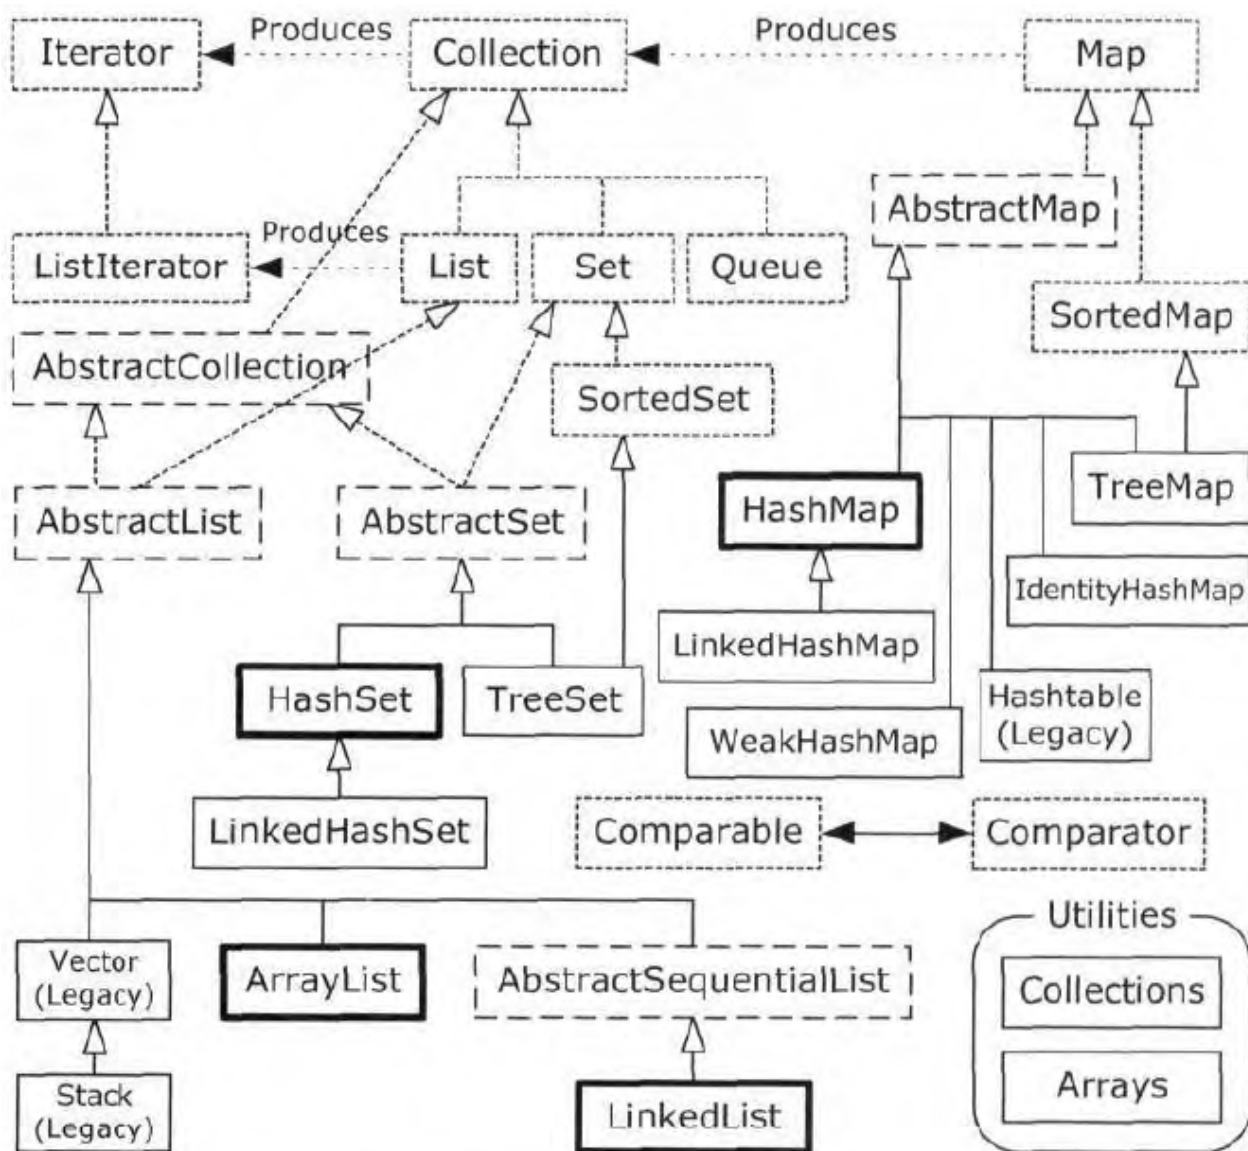 Iterator
Produces
Collection
Produces
Map
AbstractMap
ListIterator
Produces
List
Set
Queue
SortedMap
AbstractCollection
SortedSet
TreeMap
AbstractList
AbstractSet
HashMap
IdentityHashMap
LinkedHashMap
HashSet
TreeSet
Hashtable
(Legacy)
WeakHashMap
LinkedHashSet
Comparable
Comparator
Utilities
Vector
(Legacy)
ArrayList
AbstractSequentialList
Collections
Stack
(Legacy)
LinkedList
Arrays